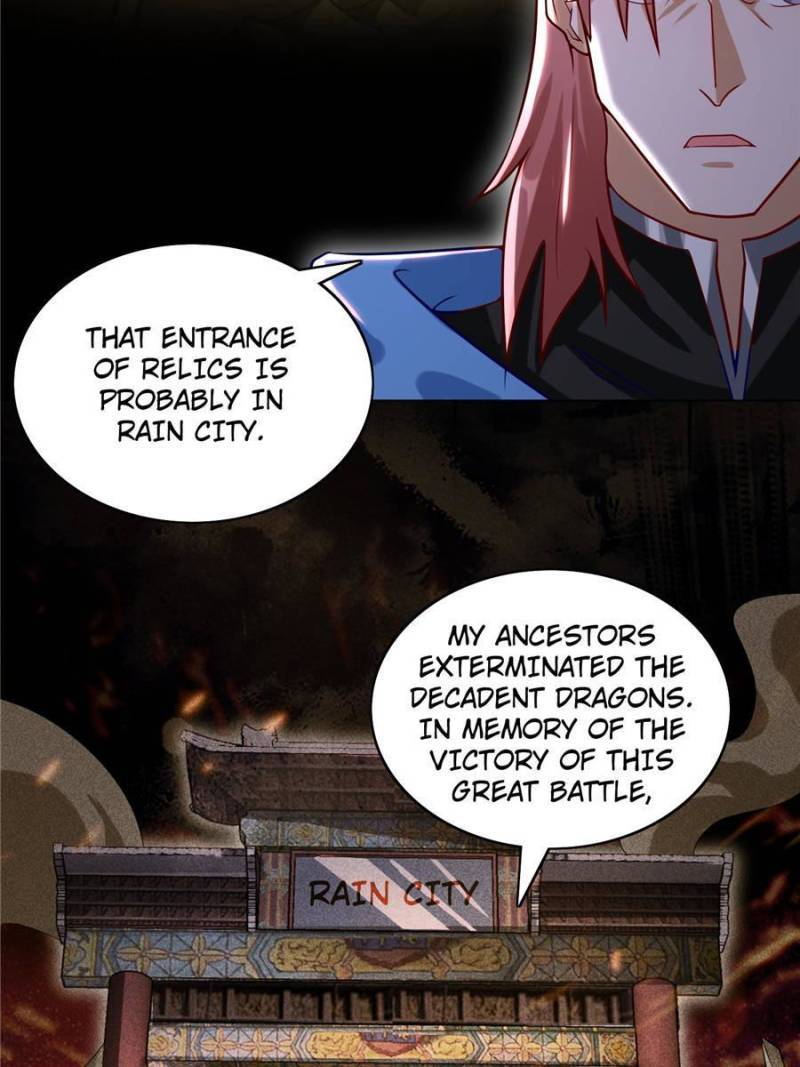 THAT ENTRANCE
OF RELICS IS
PROBABLY IN
RAIN CITY.
MY ANCESTORS
EXTERMINATED THE
DECADENT DRAGONS.
IN MEMORY OF THE
VICTORY OF THIS
GREAT BATTLE,
RAIN CITY